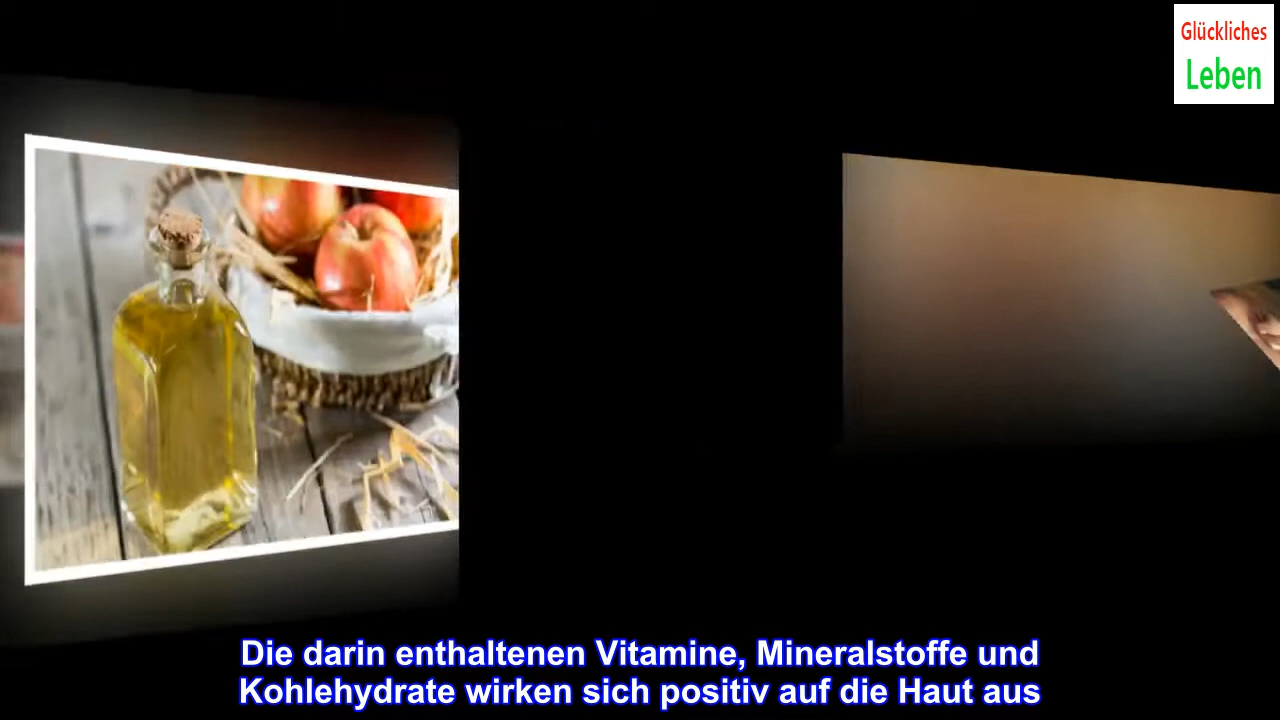 Glückliches
Leben
Die darin enthaltenen Vitamine, Mineralstoffe und
Kohlehydrate wirken sich positiv auf die Haut aus